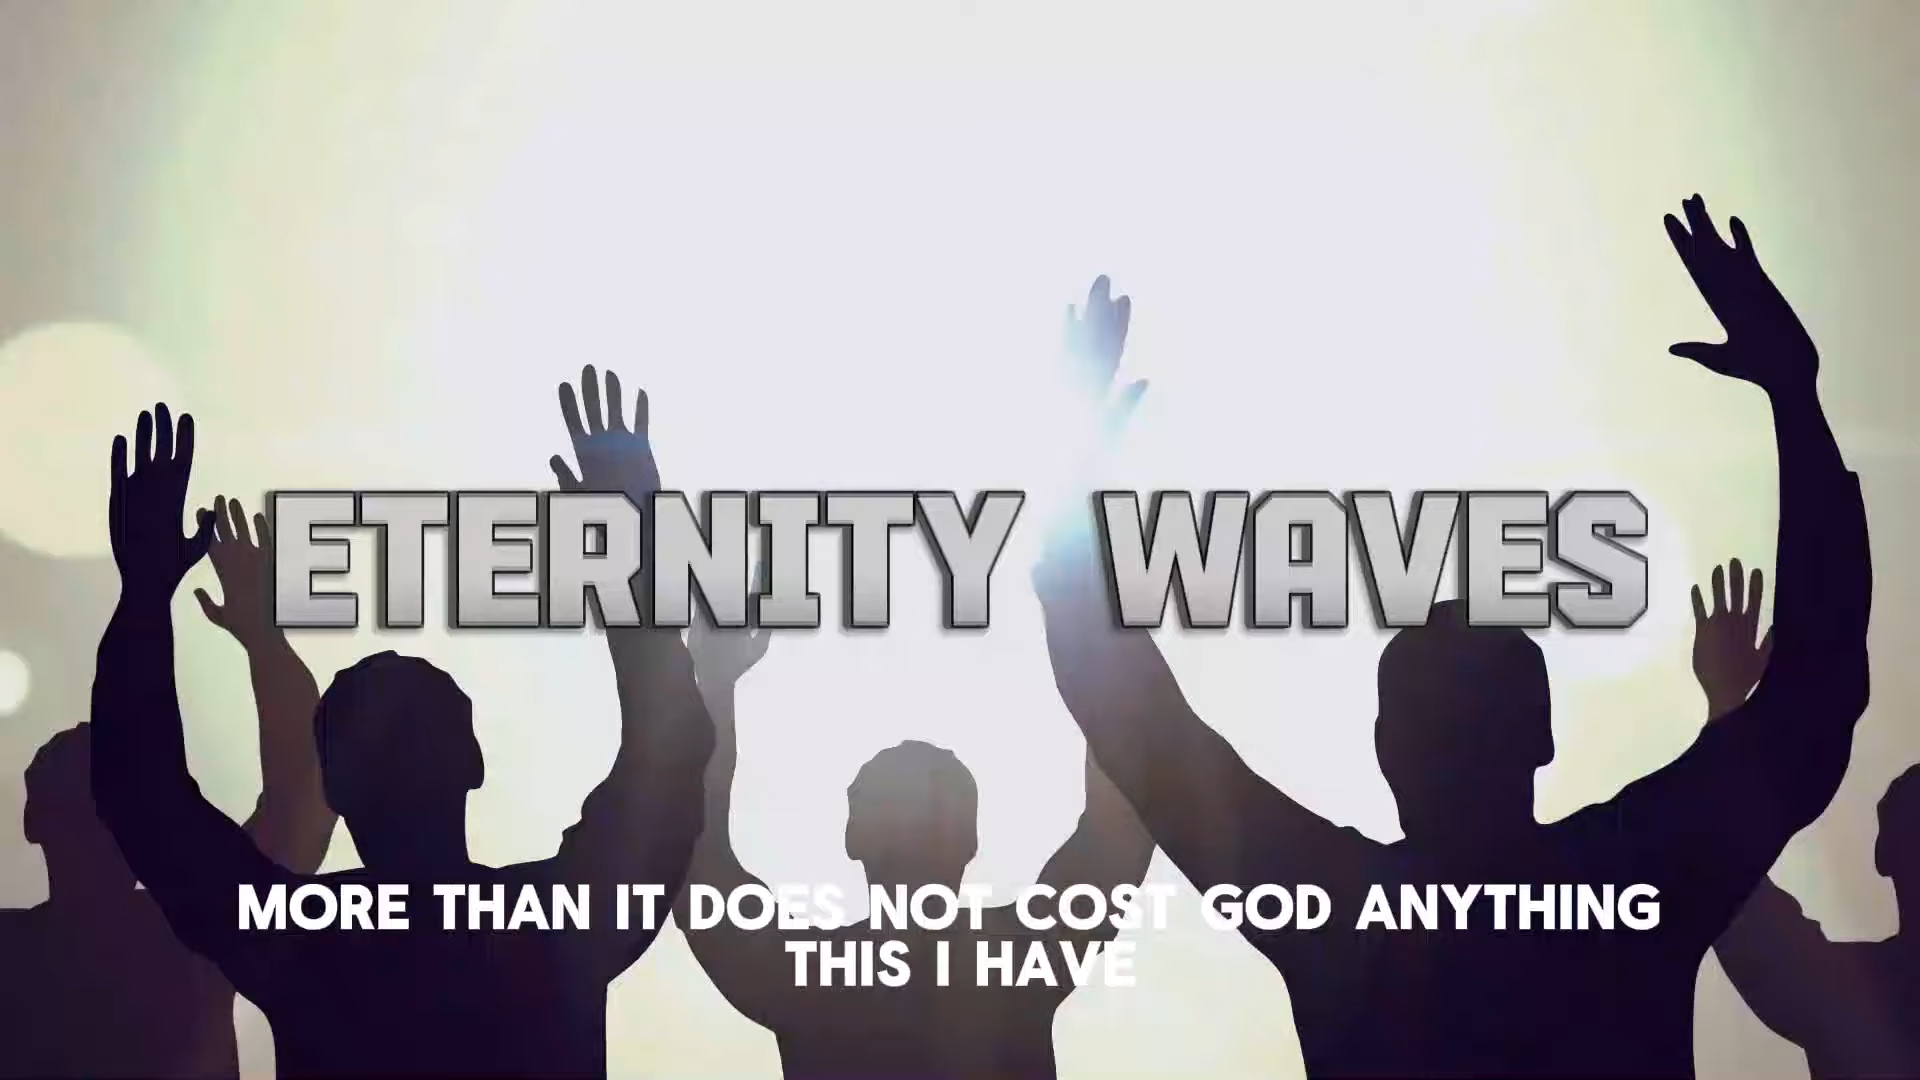 ETERNITY WAVES
MORE THAN IT DOES NOT COST GOD ANYTHING
THIS I HAVE